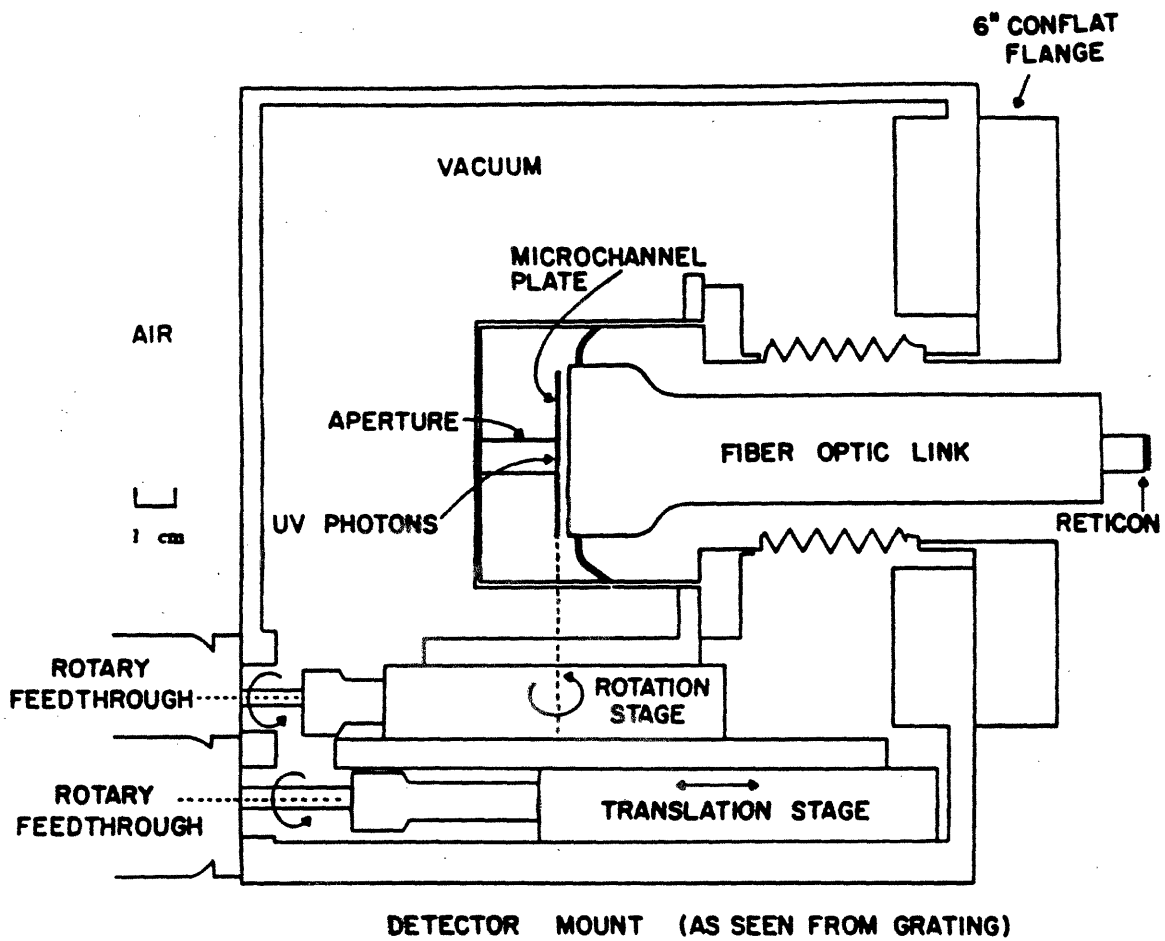 6" CONFLAT
FLANGE
VACUUM
MICROCHANNEL
PLATE
AIR
APERTURE
FIBER OPTIC LINK
UV PHOTONS
RETICON
1 cm
ROTARY
FEEDTHROUGH
ROTATION
STAGE
ROTARY
FEEDTHROUGH
TRANSLATION STAGE
DETECTOR MOUNT (AS SEEN FROM GRATING)